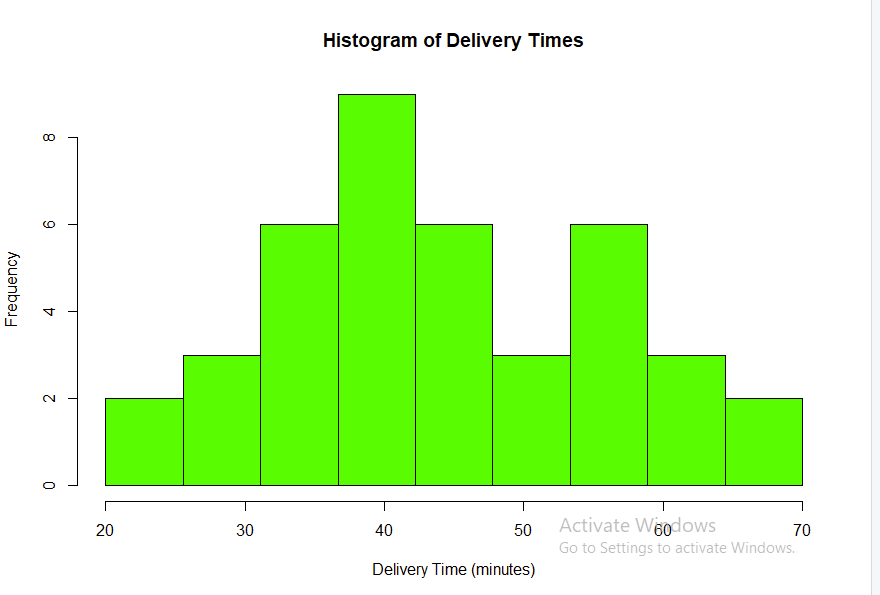 Histogram of Delivery Times
Frequency
8
6
4
2
0
20 30 40 50 60 70
Activate Windows
Go to Settings to activate Windows.
Delivery Time (minutes)